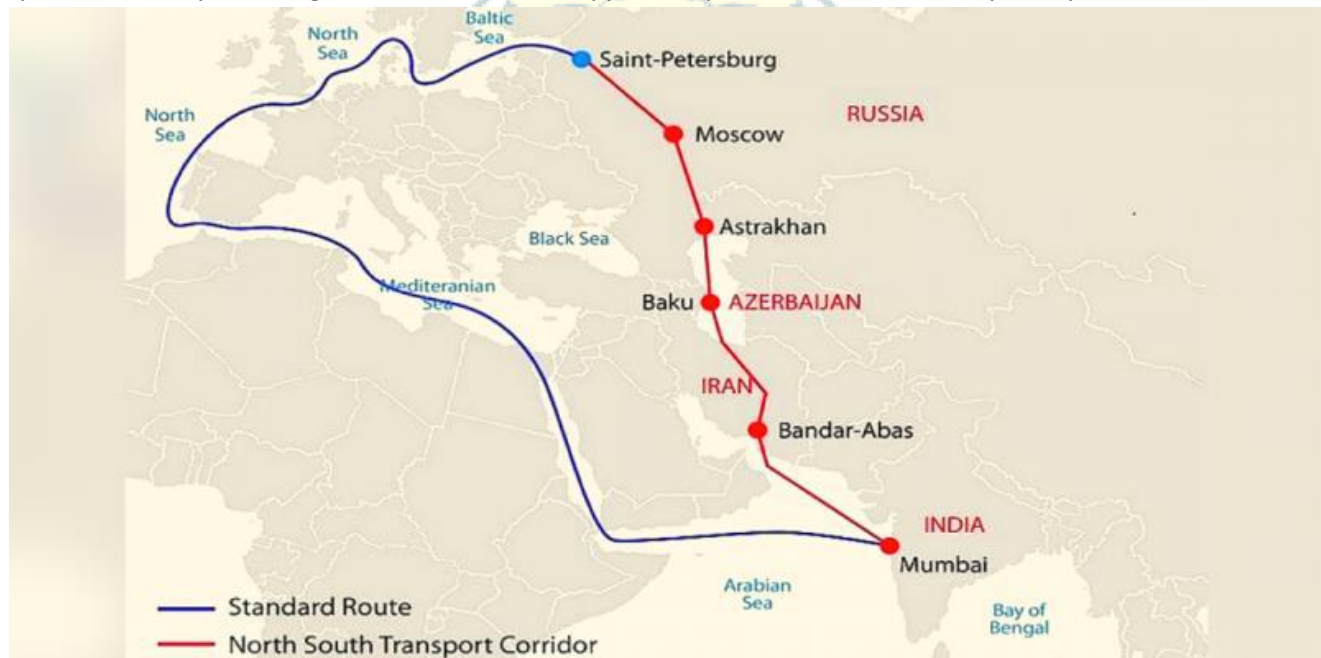 Baltic
Sea
North
Sea
Saint-Petersburg
North
Sea
RUSSIA
Moscow
Astrakhan
Black Sea
Mediteranian
Sea
Baku
AZERBAIJAN
IRAN
Bandar-Abas
INDIA
Mumbai
Arabian
Sea
Bay of
Bengal
Standard Route
North South Transport Corridor